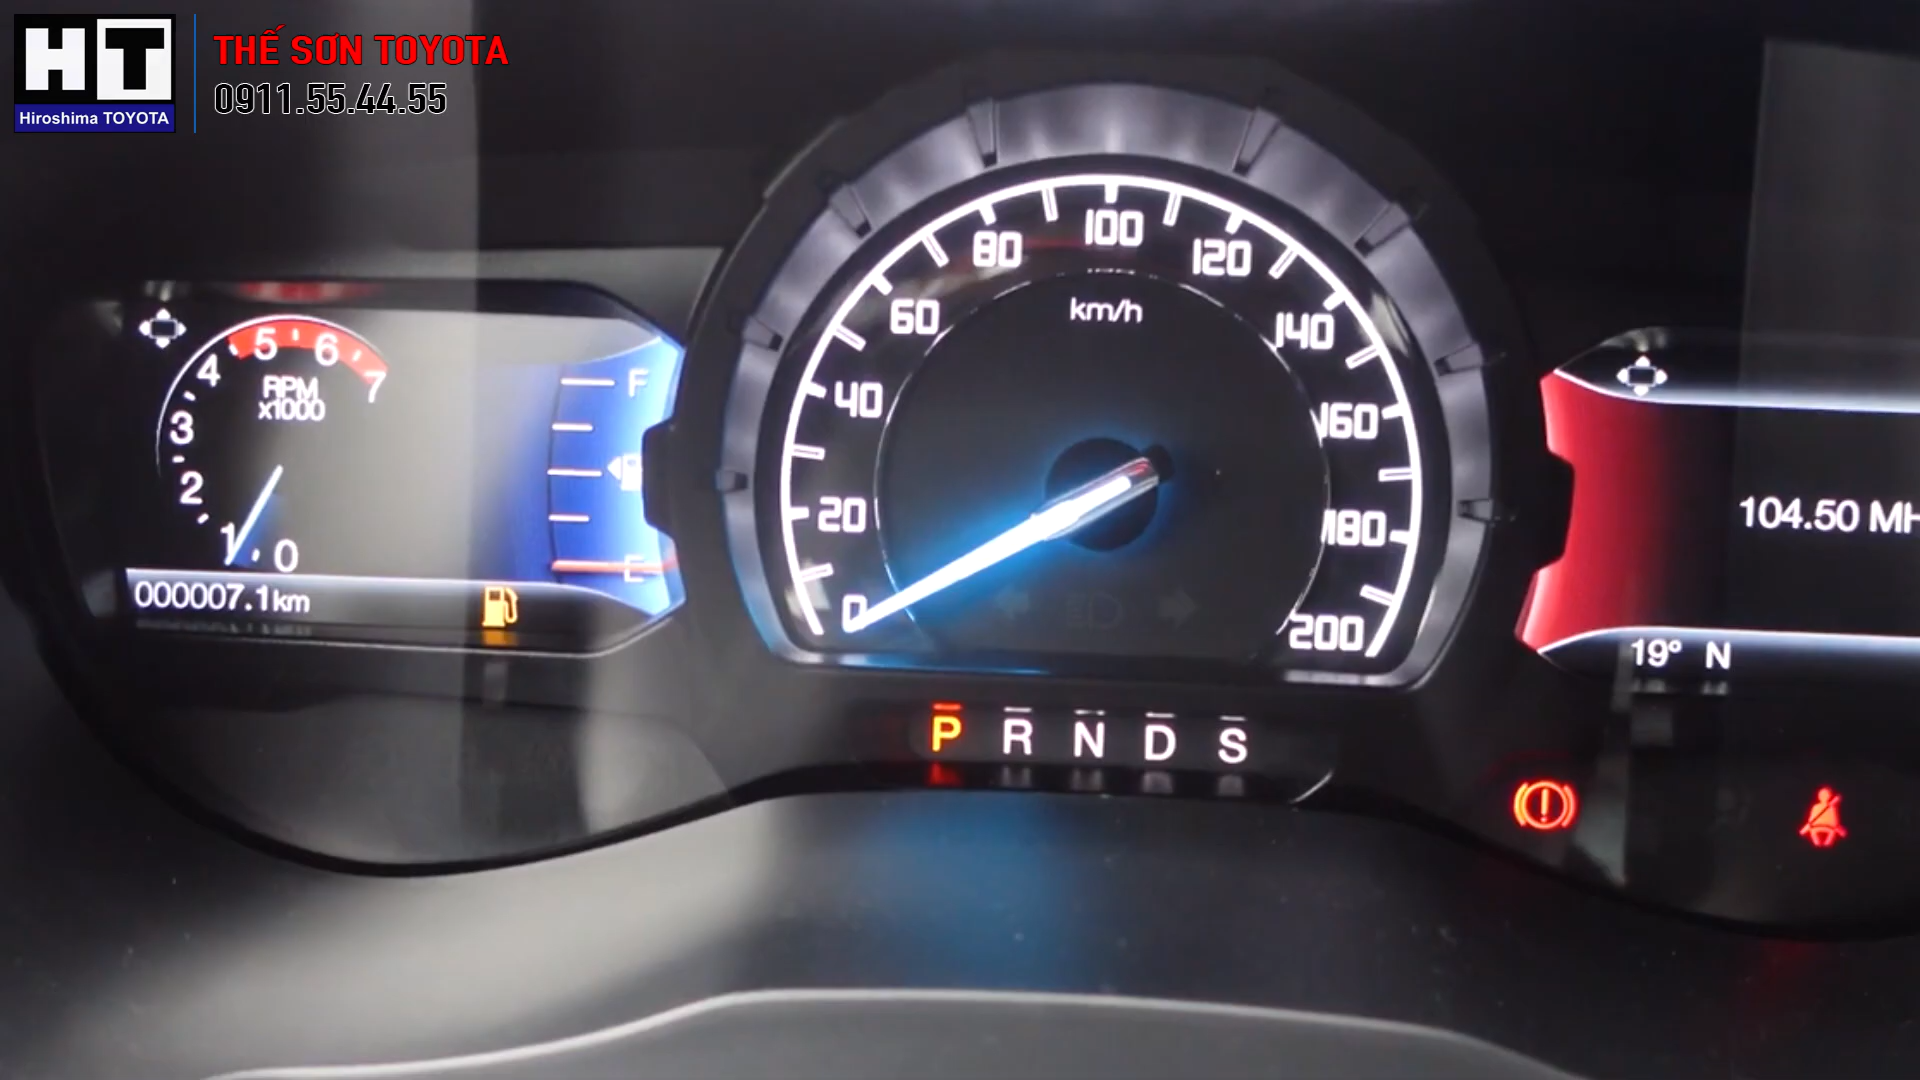 HT
Hiroshima TOYOTA
THẾ SƠN TOYOTA
0911.55.44.55
0 1 2 3 4 5 6 7
RPM
x1000
F
E
000007.1km
0 20 40 60 80 100 120 140 160 180 200
km/h
P R N D S
104.50 MH
19° N